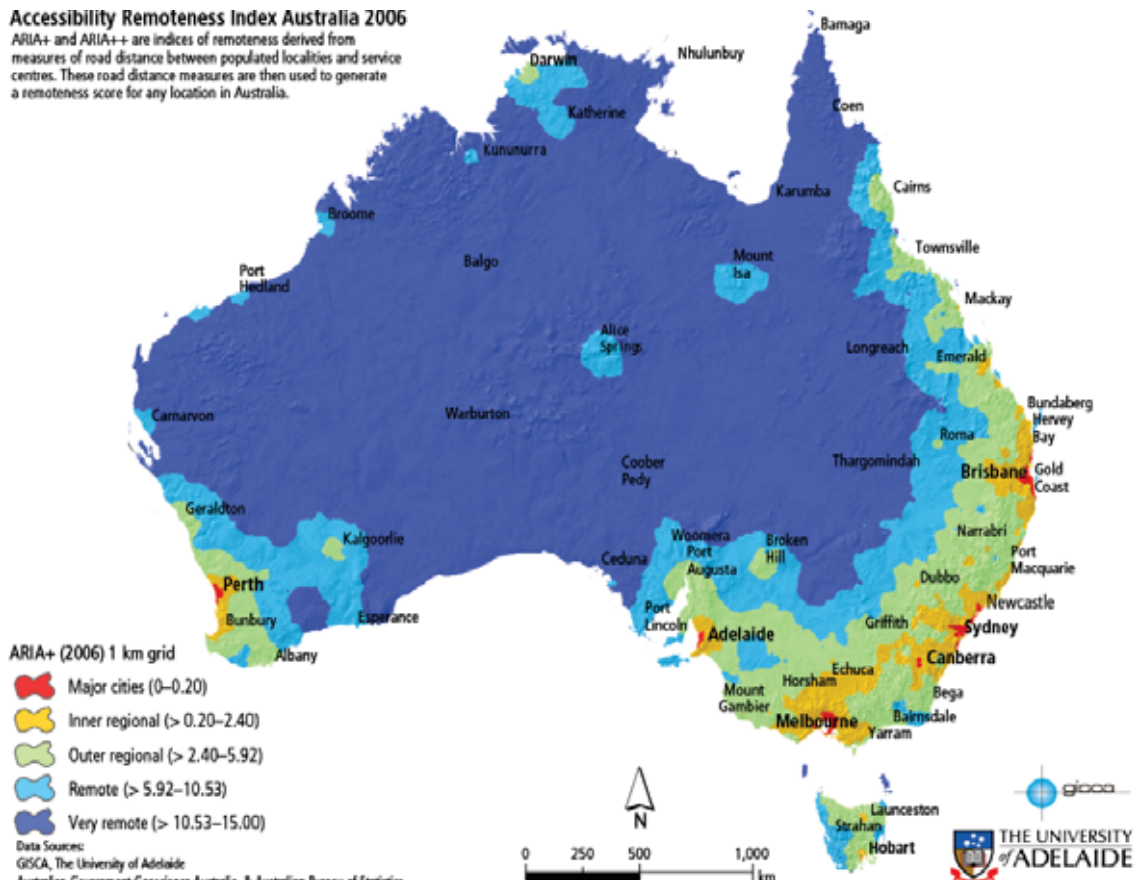 Accessibility Remoteness Index Australia 2006
ARIA+ and ARIA++ are indices of remoteness derived from
measures of road distance between populated localities and service
centres. These road distance measures are then used to generate
a remoteness score for any location in Australia.
Bamaga
Nhulunbuy
Darwin
Coen
Katherine
Kununurra
Karumba
Cairns
Broome
Townsville
Balgo
Mount
Isa
Port
Hedland
Mackay
Alice
Springs
Longreach
Emerald
Carnarvon
Warburton
Bundaberg
Hervey
Bay
Roma
Coober
Pedy
Thargomindah
Brisbane
Gold
Coast
Geraldton
Kalgoorlie
Woomera
Broken
Hill
Narrabri
Ceduna
Port
Augusta
Port
Macquarie
Perth
Dubbo
Newcastle
Bunbury
Esperance
Port
Lincoln
Adelaide
Griffith
Sydney
Albany
Canberra
Echuca
Horsham
Mount
Gambier
Bega
Melbourne
Bairnsdale
Yarram
Launceston
Strahan
Hobart
ARIA+ (2006) 1 km grid
Major cities (0–0.20)
Inner regional (> 0.20–2.40)
Outer regional (> 2.40–5.92)
Remote (> 5.92–10.53)
Very remote (> 10.53–15.00)
Data Sources:
GISCA, The University of Adelaide
Australian Government Geoscience Australia, & Australian Bureau of Statistics
N
0 250 500 1,000
km
gisca
THE UNIVERSITY
of ADELAIDE